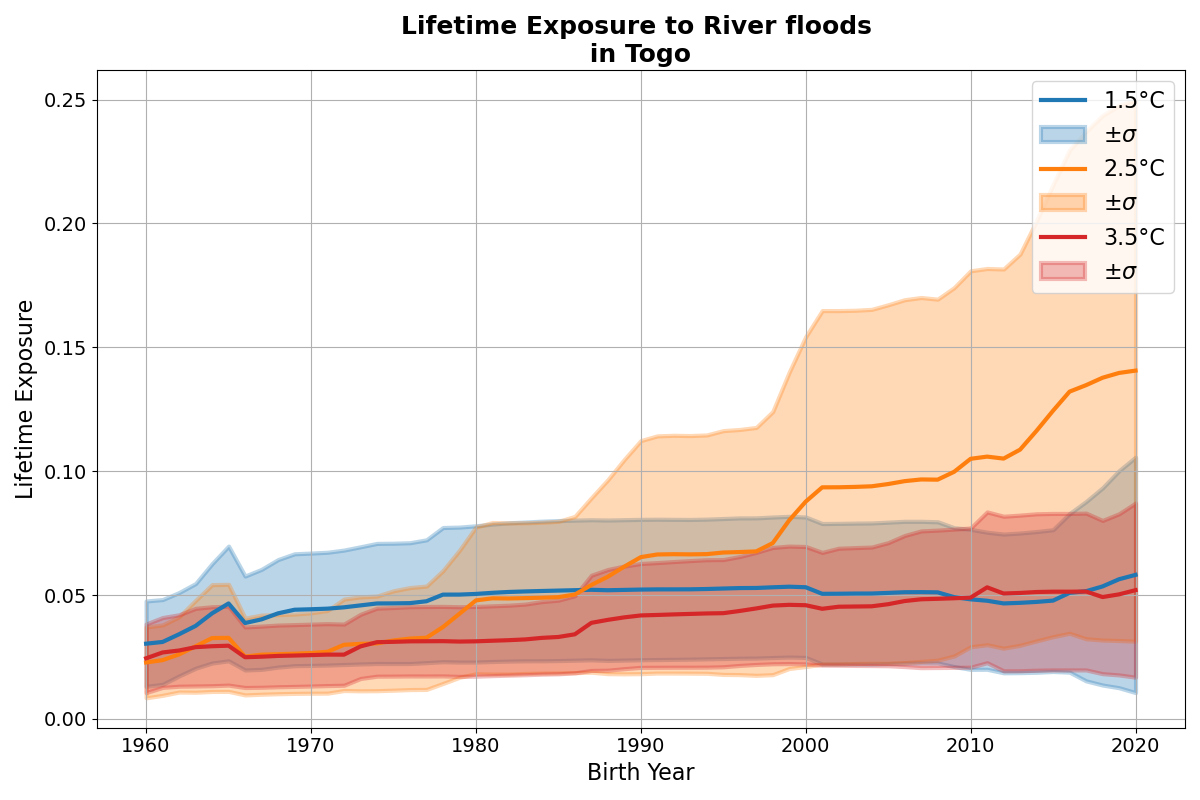 Lifetime Exposure to River floods
in Togo
1.5°C
±σ
2.5°C
±σ
3.5°C
±σ
Lifetime Exposure
0.25
0.20
0.15
0.10
0.05
0.00
1960 1970 1980 1990 2000 2010 2020
Birth Year